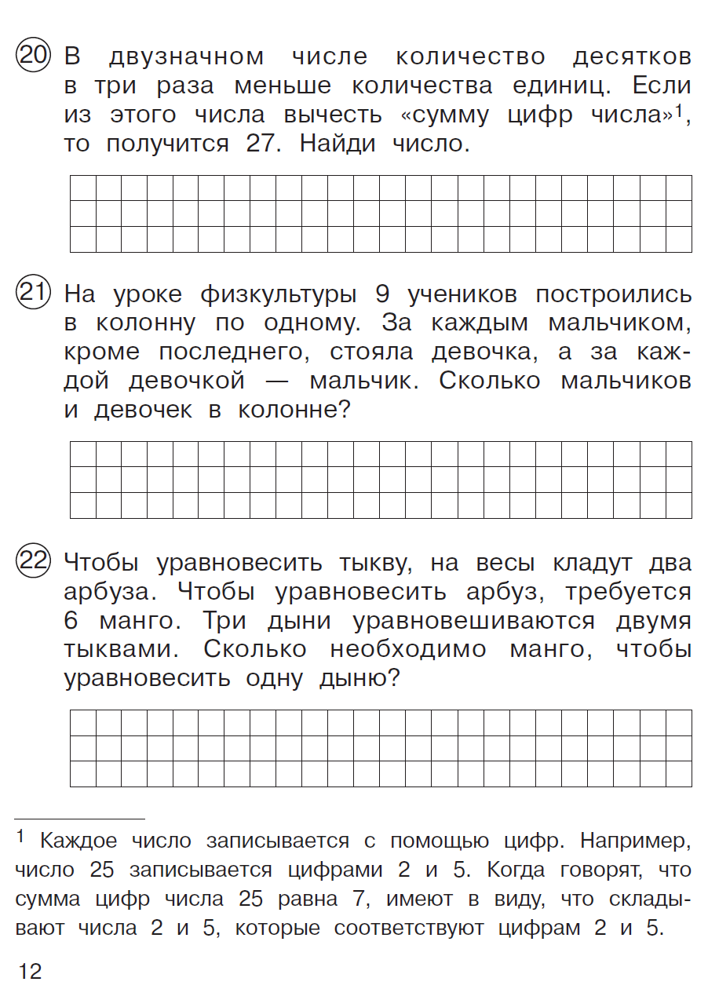 20 В двузначном числе количество десятков
в три раза меньше количества единиц. Если
из этого числа вычесть «сумму цифр числа»¹,
то получится 27. Найди число.
21 На уроке физкультуры 9 учеников построились
в колонну по одному. За каждым мальчиком,
кроме последнего, стояла девочка, а за каж-
дой девочкой — мальчик. Сколько мальчиков
и девочек в колонне?
22 Чтобы уравновесить тыкву, на весы кладут два
арбуза. Чтобы уравновесить арбуз, требуется
6 манго. Три дыни уравновешиваются двумя
тыквами. Сколько необходимо манго, чтобы
уравновесить одну дыню?
¹ Каждое число записывается с помощью цифр. Например,
число 25 записывается цифрами 2 и 5. Когда говорят, что
сумма цифр числа 25 равна 7, имеют в виду, что склады-
вают числа 2 и 5, которые соответствуют цифрам 2 и 5.
12